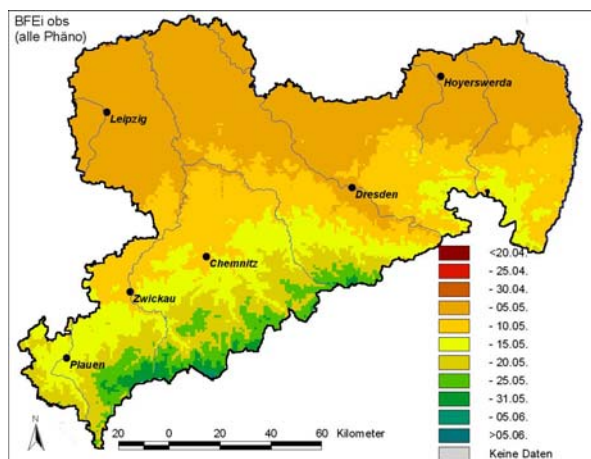 BFEi obs
(alle Phäno)
Hoyerswerda
Leipzig
Dresden
Chemnitz
Zwickau
Plauen
<20.04.
- 25.04.
- 30.04.
- 05.05.
- 10.05.
- 15.05.
- 20.05.
- 25.05.
- 31.05.
- 05.06.
>05.06.
Keine Daten
N
20 0 20 40 60 Kilometer